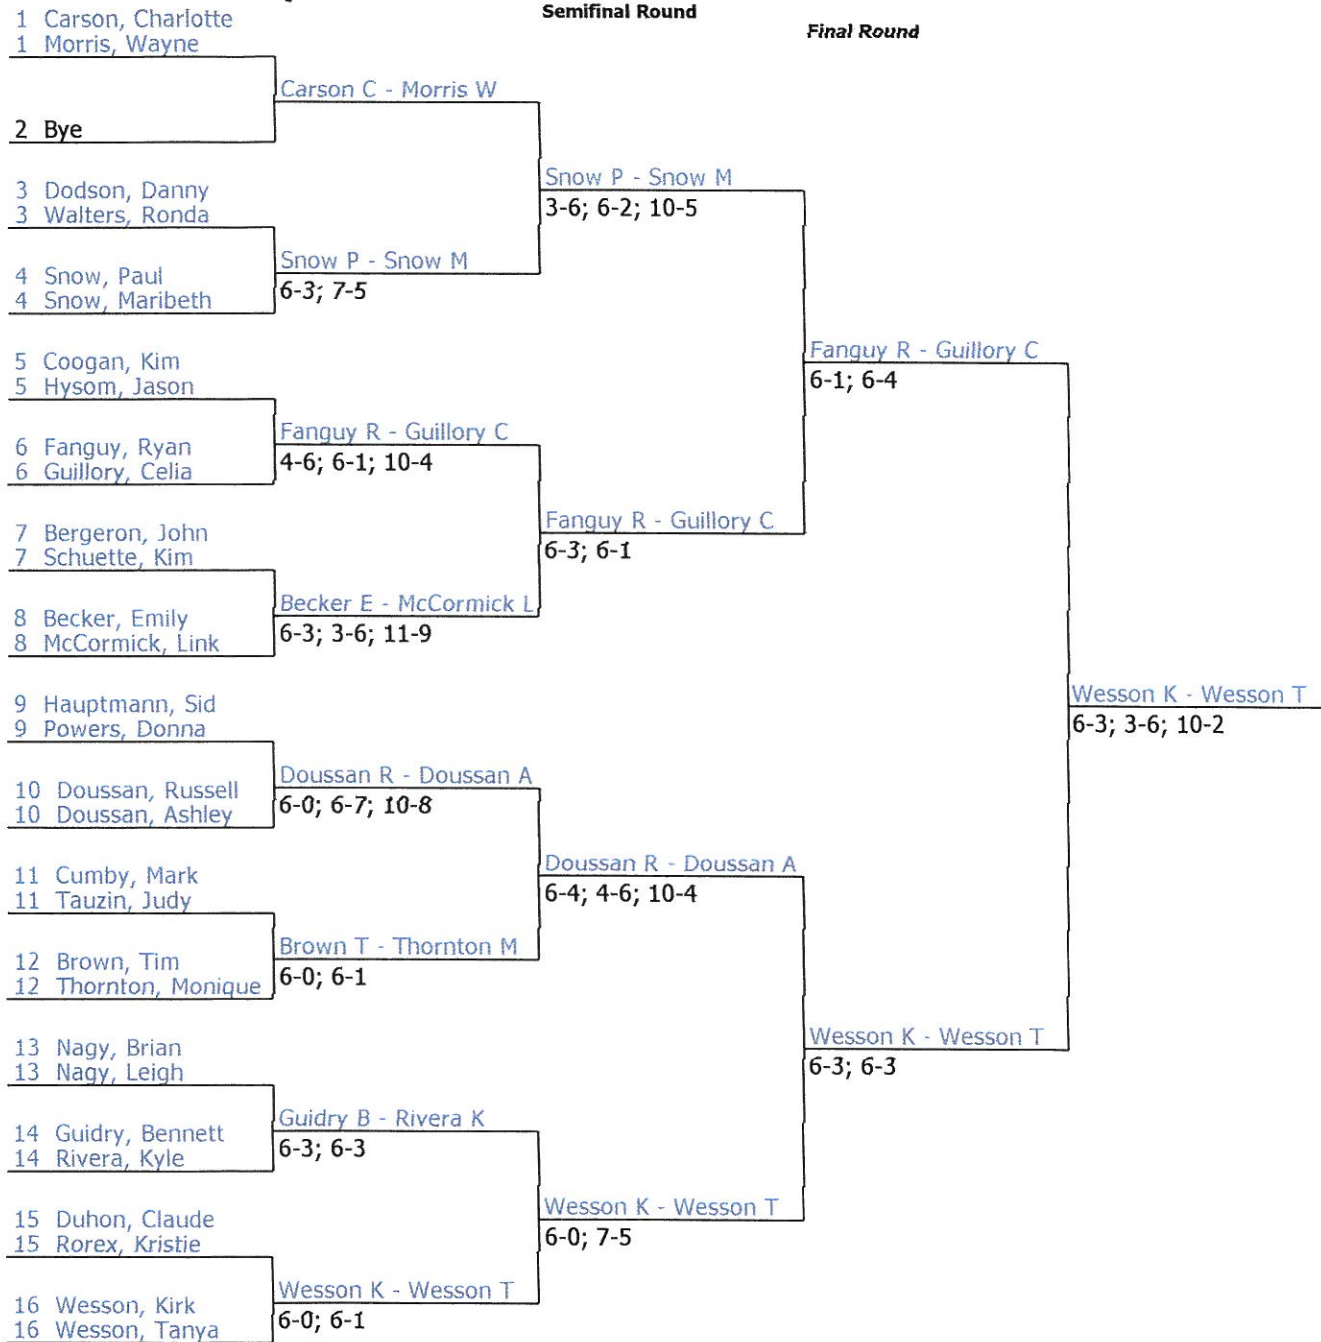 Semifinal Round
Final Round
1 Carson, Charlotte
1 Morris, Wayne
Carson C - Morris W
2 Bye
Snow P - Snow M
3-6; 6-2; 10-5
3 Dodson, Danny
3 Walters, Ronda
Snow P - Snow M
6-3; 7-5
4 Snow, Paul
4 Snow, Maribeth
Fanguy R - Guillory C
6-1; 6-4
5 Coogan, Kim
5 Hysom, Jason
Fanguy R - Guillory C
4-6; 6-1; 10-4
6 Fanguy, Ryan
6 Guillory, Celia
Fanguy R - Guillory C
6-3; 6-1
7 Bergeron, John
7 Schuette, Kim
Becker E - McCormick L
6-3; 3-6; 11-9
8 Becker, Emily
8 McCormick, Link
Wesson K - Wesson T
6-3; 3-6; 10-2
9 Hauptmann, Sid
9 Powers, Donna
Doussan R - Doussan A
6-0; 6-7; 10-8
10 Doussan, Russell
10 Doussan, Ashley
Doussan R - Doussan A
6-4; 4-6; 10-4
11 Cumby, Mark
11 Tauzin, Judy
Brown T - Thornton M
6-0; 6-1
12 Brown, Tim
12 Thornton, Monique
Wesson K - Wesson T
6-3; 6-3
13 Nagy, Brian
13 Nagy, Leigh
Guidry B - Rivera K
6-3; 6-3
14 Guidry, Bennett
14 Rivera, Kyle
Wesson K - Wesson T
6-0; 7-5
15 Duhon, Claude
15 Rorex, Kristie
Wesson K - Wesson T
6-0; 6-1
16 Wesson, Kirk
16 Wesson, Tanya